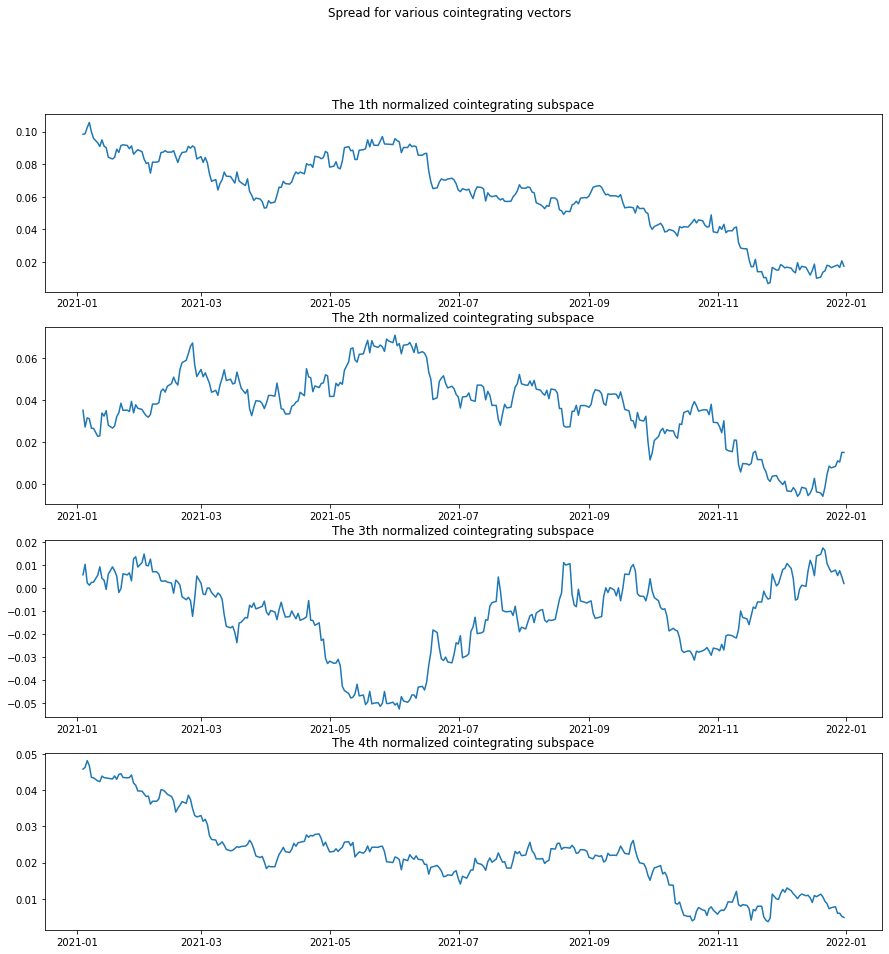 Spread for various cointegrating vectors
The 1th normalized cointegrating subspace
0.10
0.08
0.06
0.04
0.02
2021-01 2021-03 2021-05 2021-07 2021-09 2021-11 2022-01
The 2th normalized cointegrating subspace
0.06
0.04
0.02
0.00
2021-01 2021-03 2021-05 2021-07 2021-09 2021-11 2022-01
The 3th normalized cointegrating subspace
0.02
0.01
0.00
−0.01
−0.02
−0.03
−0.04
−0.05
2021-01 2021-03 2021-05 2021-07 2021-09 2021-11 2022-01
The 4th normalized cointegrating subspace
0.05
0.04
0.03
0.02
0.01
2021-01 2021-03 2021-05 2021-07 2021-09 2021-11 2022-01